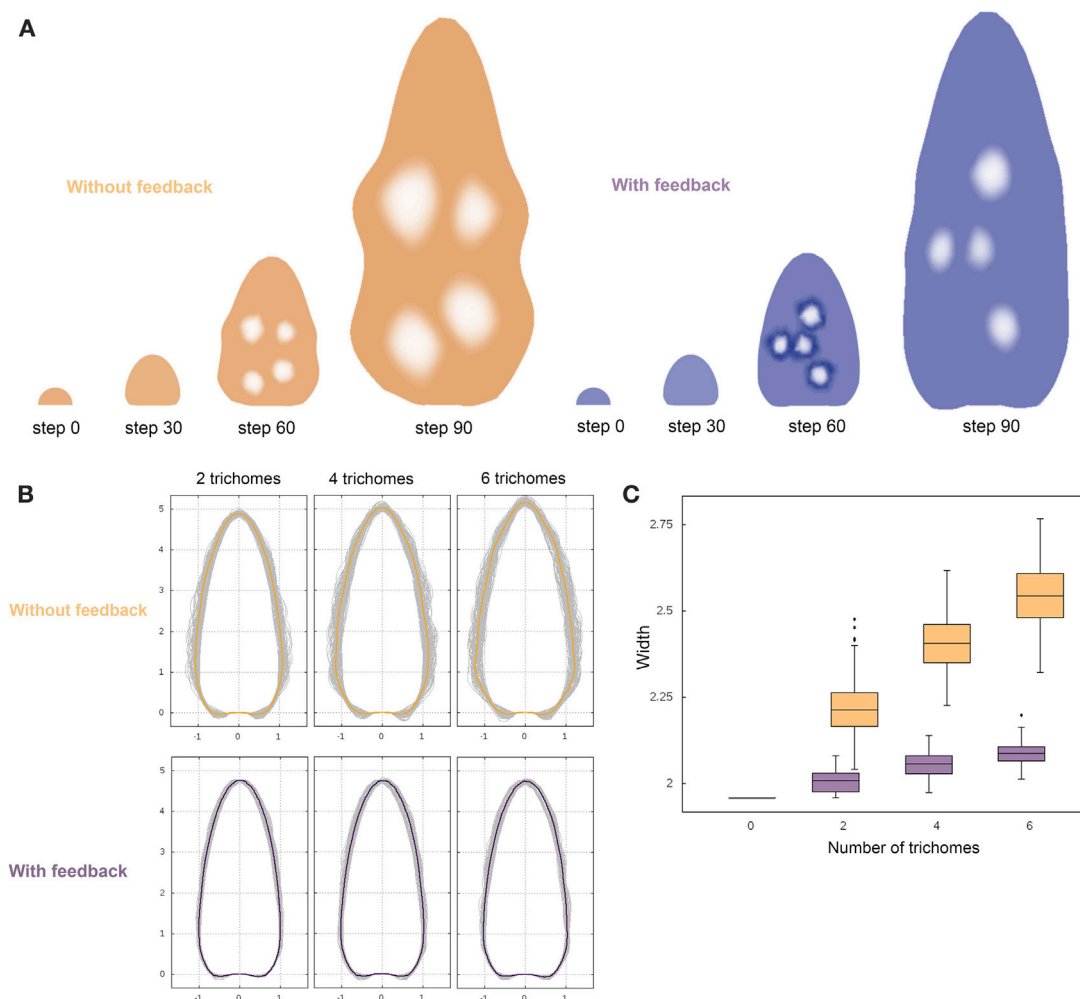 A
Without feedback
With feedback
step 0 step 30 step 60 step 90 step 0 step 30 step 60 step 90
B
2 trichomes 4 trichomes 6 trichomes
C
Without feedback
5
4
3
2
1
0
-1 0 1 -1 0 1 -1 0 1
With feedback
5
4
3
2
1
0
-1 0 1 -1 0 1 -1 0 1
Width
2.75
2.5
2.25
2
0 2 4 6
Number of trichomes